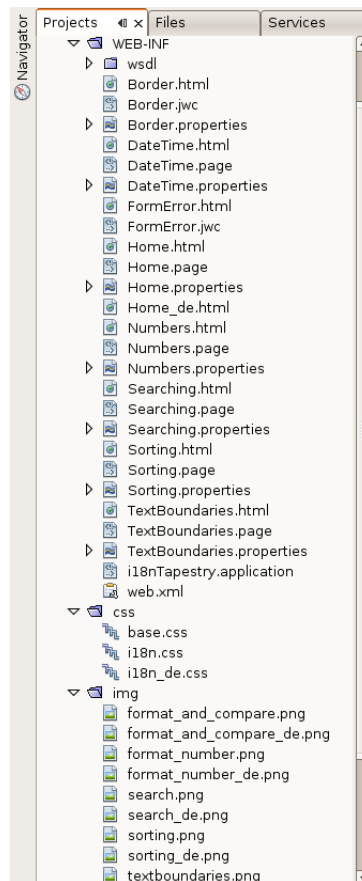 Navigator
Projects
Files
Services
WEB-INF
wsdl
Border.html
Border.jwc
Border.properties
DateTime.html
DateTime.page
DateTime.properties
FormError.html
FormError.jwc
Home.html
Home.page
Home.properties
Home_de.html
Numbers.html
Numbers.page
Numbers.properties
Searching.html
Searching.page
Searching.properties
Sorting.html
Sorting.page
Sorting.properties
TextBoundaries.html
TextBoundaries.page
TextBoundaries.properties
i18nTapestry.application
web.xml
css
base.css
i18n.css
i18n_de.css
img
format_and_compare.png
format_and_compare_de.png
format_number.png
format_number_de.png
search.png
search_de.png
sorting.png
sorting_de.png
textboundaries.png